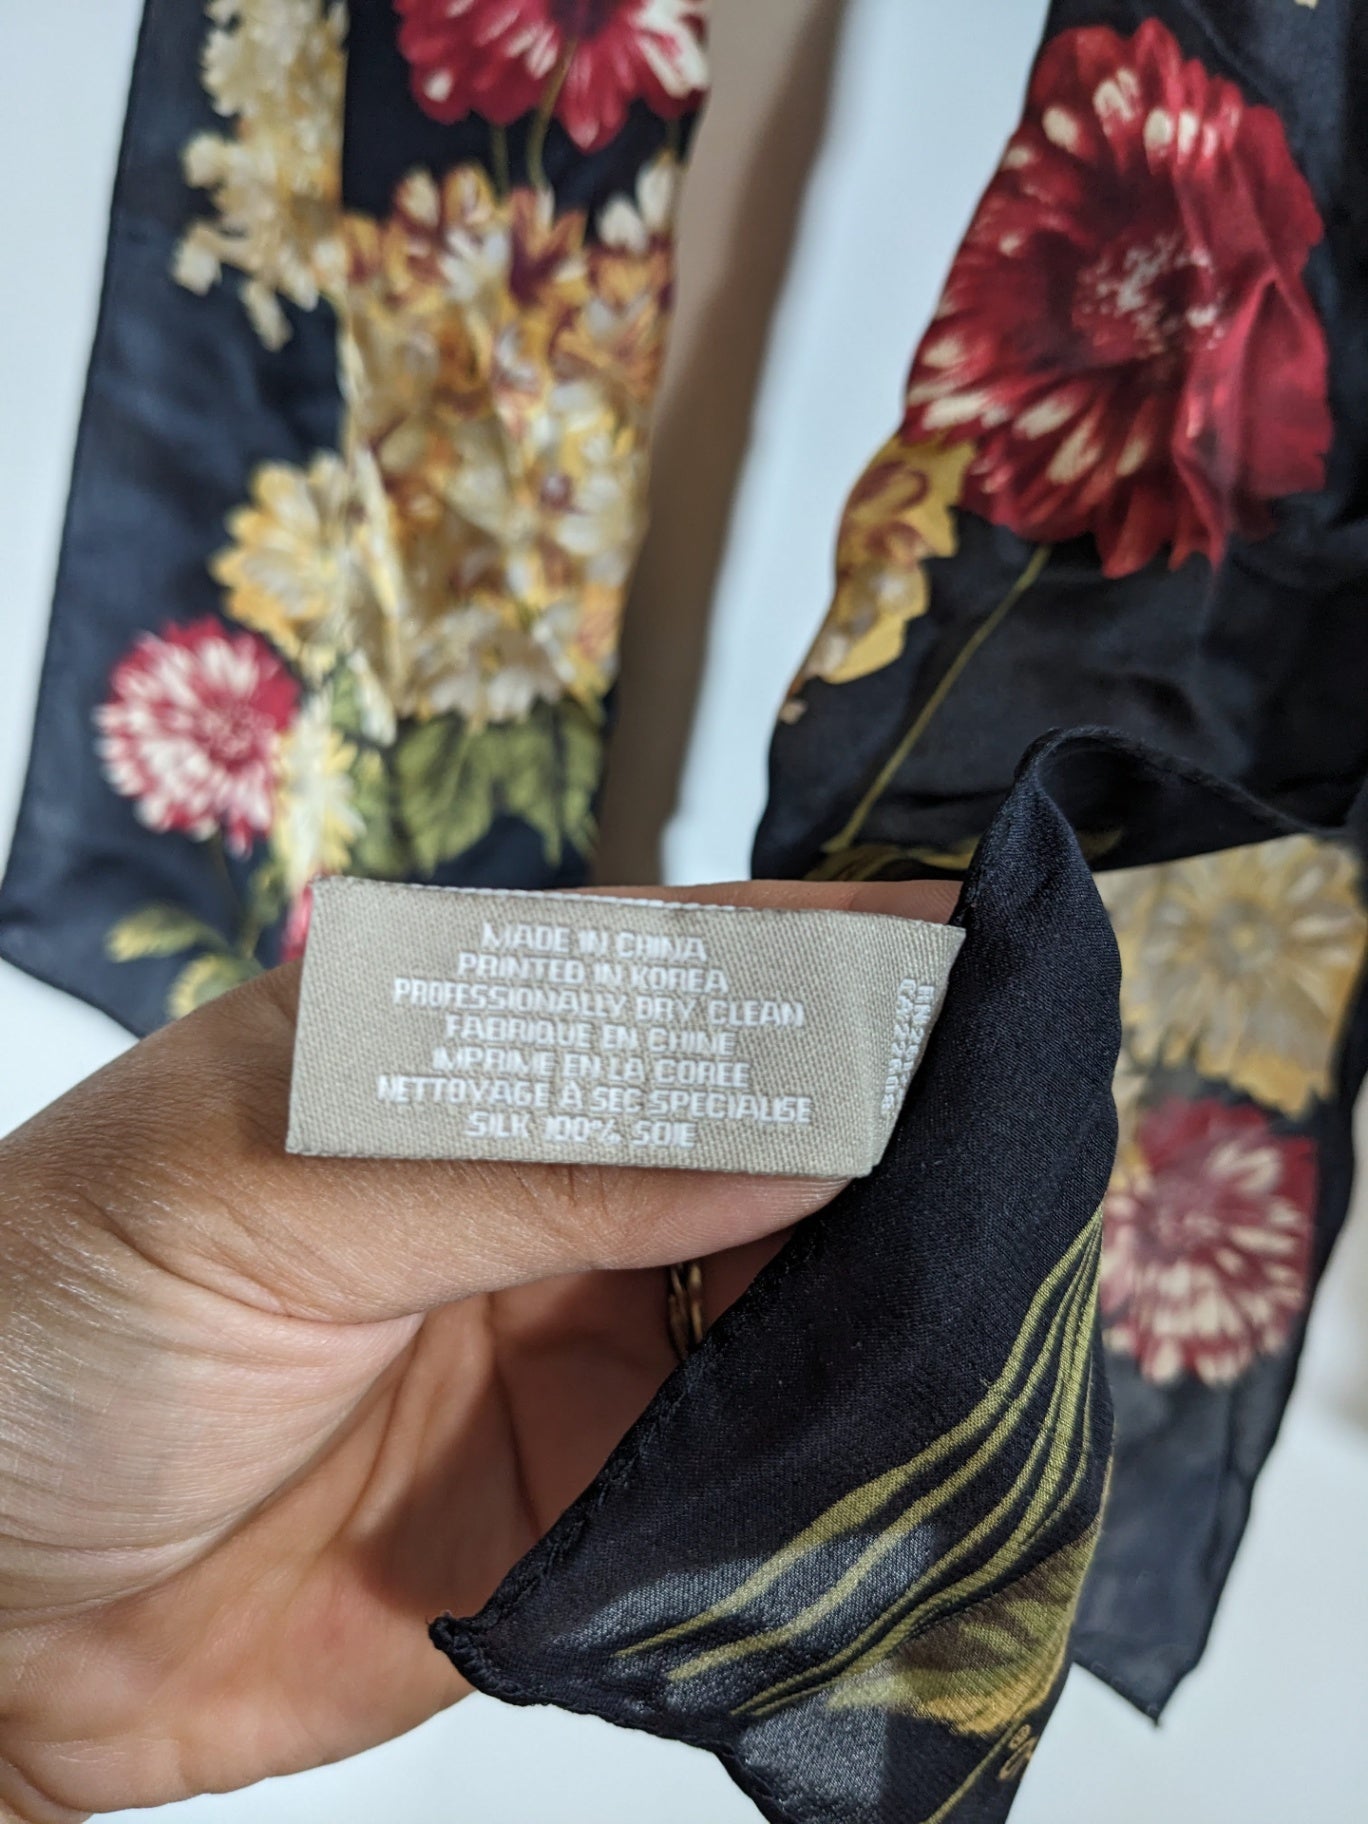 MADE IN CHINA
PRINTED IN KOREA
PROFESSIONALLY DRY CLEAN
FABRIQUE EN CHINE
IMPRIME EN LA COREE
NETTOYAGE À SEC SPECIALISE
SILK 100% SOIE